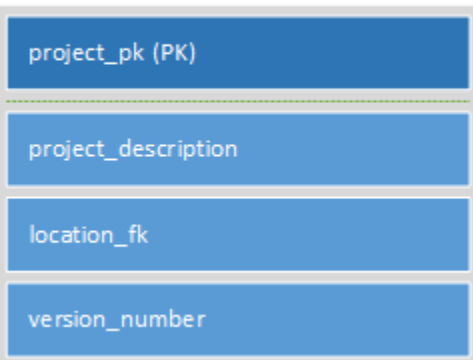 project_pk (PK)
project_description
location_fk
version_number